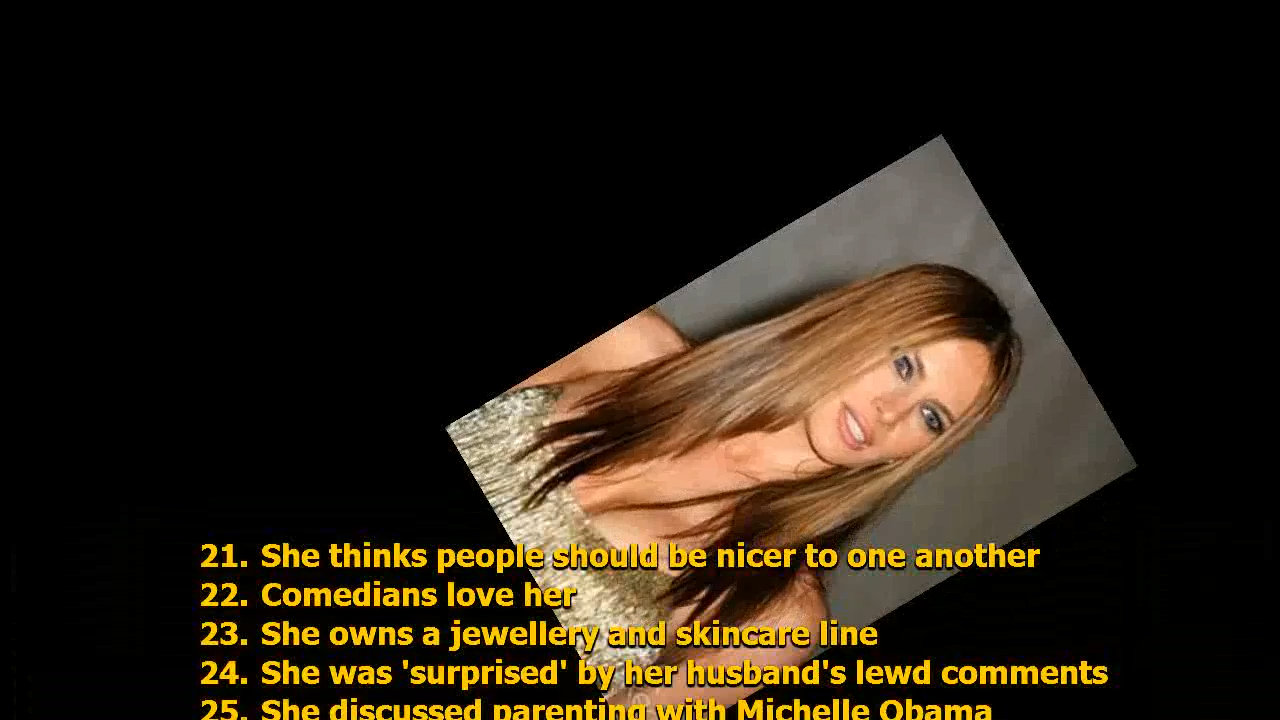 21. She thinks people should be nicer to one another
22. Comedians love her
23. She owns a jewellery and skincare line
24. She was 'surprised' by her husband's lewd comments
25. She discussed parenting with Michelle Obama